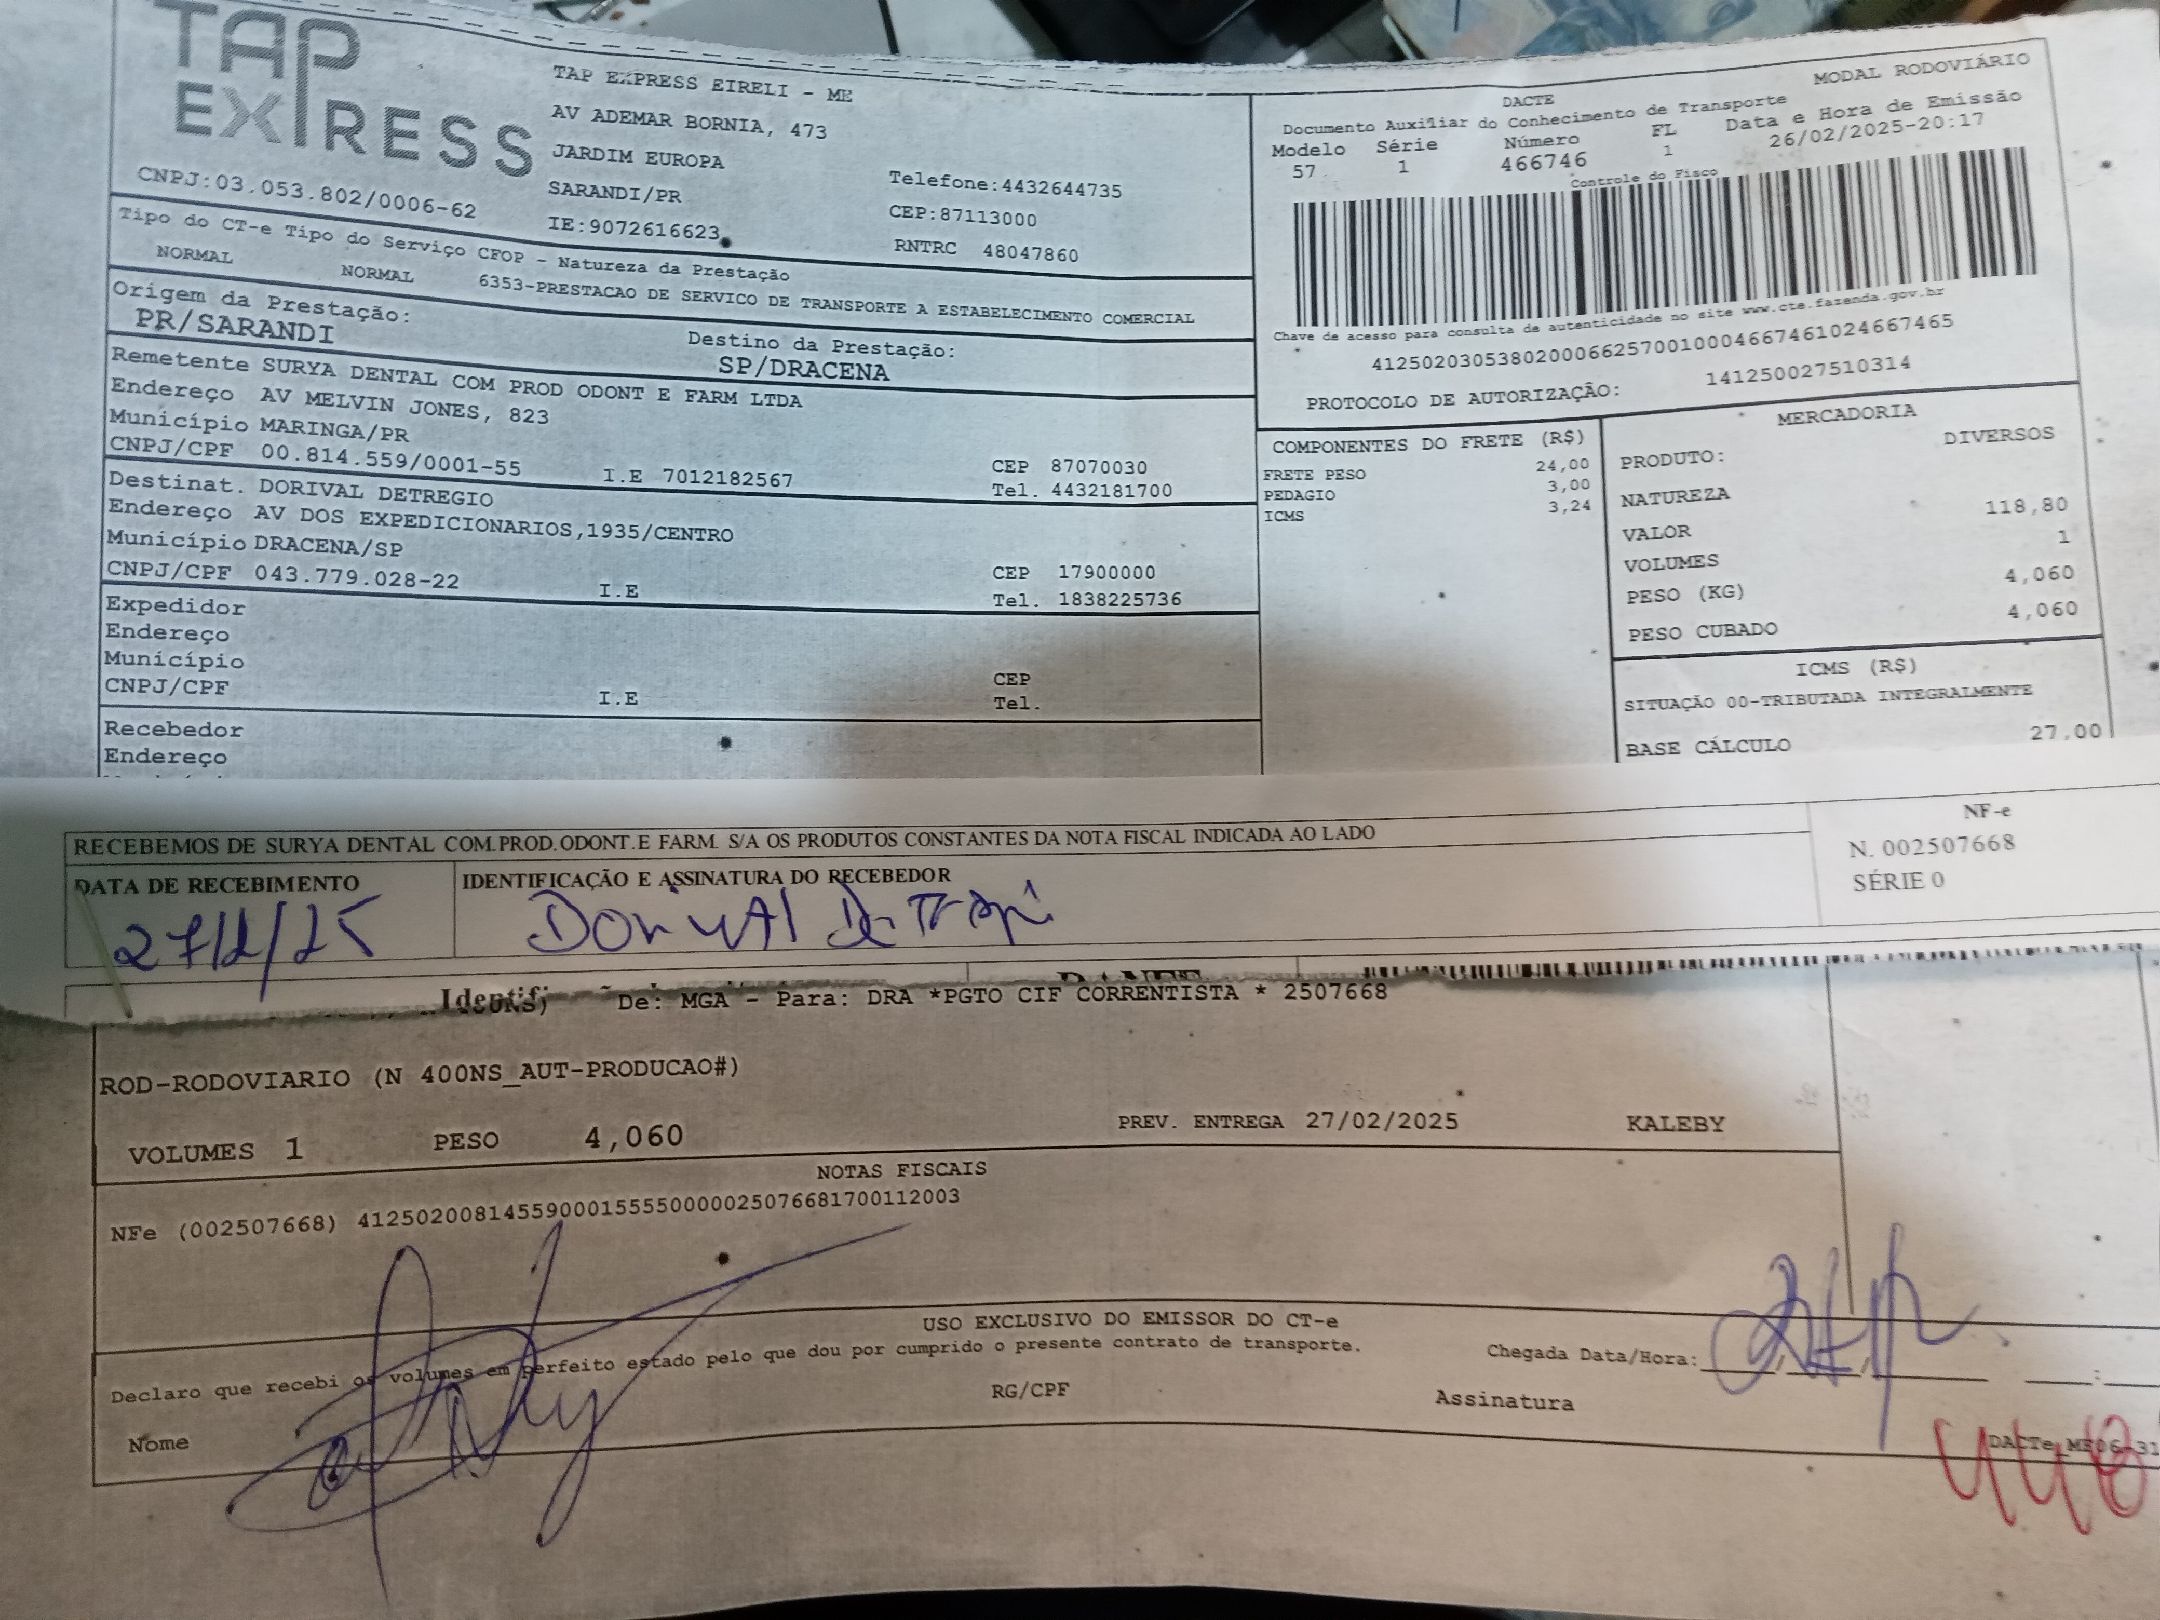 TAP
EXPRESS
TAP EXPRESS EIRELI - ME
AV ADEMAR BORNIA, 473
JARDIM EUROPA
SARANDI/PR
IE:9072616623
Telefone:4432644735
CEP:87113000
RNTRC 48047860
CNPJ:03.053.802/0006-62
DACTE
MODAL RODOVIÁRIO
Documento Auxiliar do Conhecimento de Transporte
Modelo Série Número FL Data e Hora de Emissão
57 1 466746 1 26/02/2025-20:17
Controle do Fisco
Chave de acesso para consulta de autenticidade no site www.cte.fazenda.gov.br
41250203053802000662570010004667461024667465
PROTOCOLO DE AUTORIZAÇÃO: 141250027510314
Tipo do CT-e Tipo do Serviço CFOP - Natureza da Prestação
NORMAL NORMAL 6353-PRESTACAO DE SERVICO DE TRANSPORTE A ESTABELECIMENTO COMERCIAL
Origem da Prestação: Destino da Prestação:
PR/SARANDI SP/DRACENA
Remetente SURYA DENTAL COM PROD ODONT E FARM LTDA
Endereço AV MELVIN JONES, 823
Município MARINGA/PR CEP 87070030
CNPJ/CPF 00.814.559/0001-55 I.E 7012182567 Tel. 4432181700
Destinat. DORIVAL DETREGIO
Endereço AV DOS EXPEDICIONARIOS,1935/CENTRO
Município DRACENA/SP CEP 17900000
CNPJ/CPF 043.779.028-22 I.E Tel. 1838225736
Expedidor
Endereço
Município CEP
CNPJ/CPF I.E Tel.
Recebedor
Endereço
COMPONENTES DO FRETE (R$)
FRETE PESO 24,00
PEDAGIO 3,00
ICMS 3,24
MERCADORIA
PRODUTO: DIVERSOS
NATUREZA
VALOR 118,80
VOLUMES 1
PESO (KG) 4,060
PESO CUBADO 4,060
ICMS (R$)
SITUAÇÃO 00-TRIBUTADA INTEGRALMENTE
BASE CÁLCULO 27,00
RECEBEMOS DE SURYA DENTAL COM.PROD.ODONT.E FARM. S/A OS PRODUTOS CONSTANTES DA NOTA FISCAL INDICADA AO LADO
DATA DE RECEBIMENTO IDENTIFICAÇÃO E ASSINATURA DO RECEBEDOR
27/2/25
NF-e
N. 002507668
SÉRIE 0
De: MGA - Para: DRA *PGTO CIF CORRENTISTA * 2507668
ROD-RODOVIARIO (N 400NS_AUT-PRODUCAO#)
VOLUMES 1 PESO 4,060 PREV. ENTREGA 27/02/2025 KALEBY
NOTAS FISCAIS
NFe (002507668) 41250200814559000155550000025076681700112003
USO EXCLUSIVO DO EMISSOR DO CT-e
Declaro que recebi os volumes em perfeito estado pelo que dou por cumprido o presente contrato de transporte.
Chegada Data/Hora:
Nome RG/CPF Assinatura